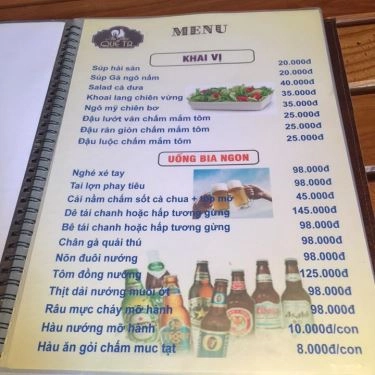 QUÊ TA
MENU
KHAI VỊ
Súp hải sản 20.000đ
Súp Gà ngô nấm 20.000đ
Salad cà dưa 40.000đ
Khoai lang chiên vừng 35.000đ
Ngô mỹ chiên bơ 35.000đ
Đậu lướt ván chấm mắm tôm 25.000đ
Đậu rán giòn chấm mắm tôm 25.000đ
Đậu luộc chấm mắm tôm 25.000đ
UỐNG BIA NGON
Nghé xé tay 98.000đ
Tai lợn phay tiêu 98.000đ
Cải nấm chấm sốt cà chua + tóp mỡ 45.000đ
Dê tái chanh hoặc hấp tương gừng 145.000đ
Bê tái chanh hoặc hấp tương gừng 98.000đ
Chân gà quải thú 98.000đ
Nõn đuôi nướng 98.000đ
Tôm đồng nướng 125.000đ
Thịt dải nướng muối ớt 98.000đ
Râu mực cháy mỡ hành 98.000đ
Hàu nướng mỡ hành 10.000đ/con
Hàu ăn gỏi chấm muc tạt 8.000đ/con